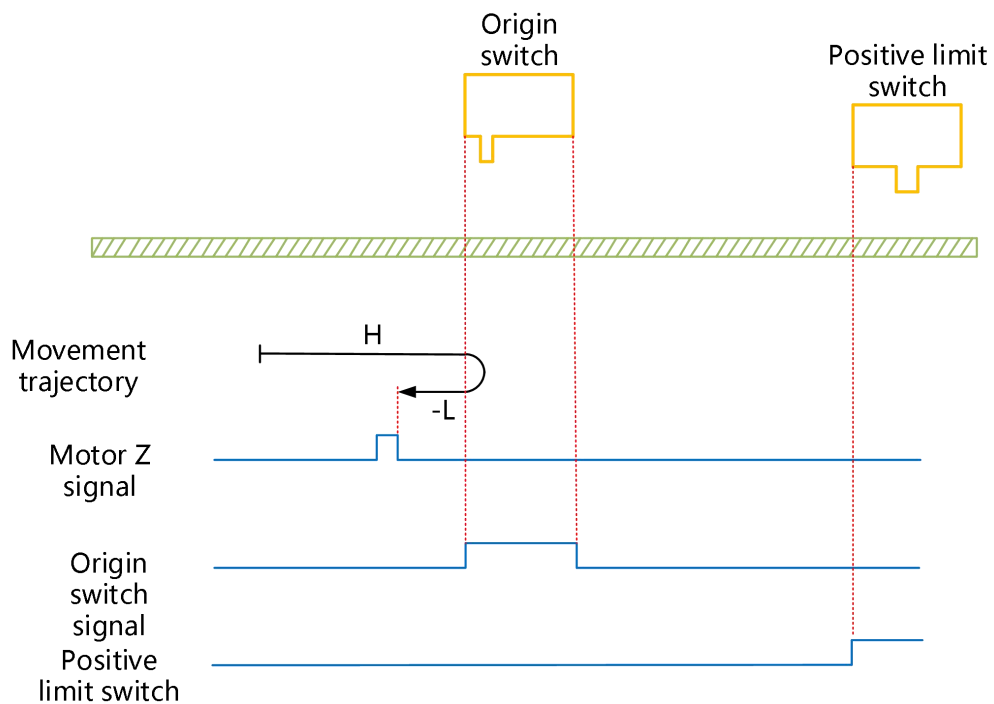 Origin
switch
Positive limit
switch
H
Movement
trajectory
-L
Motor Z
signal
Origin
switch
signal
Positive
limit switch